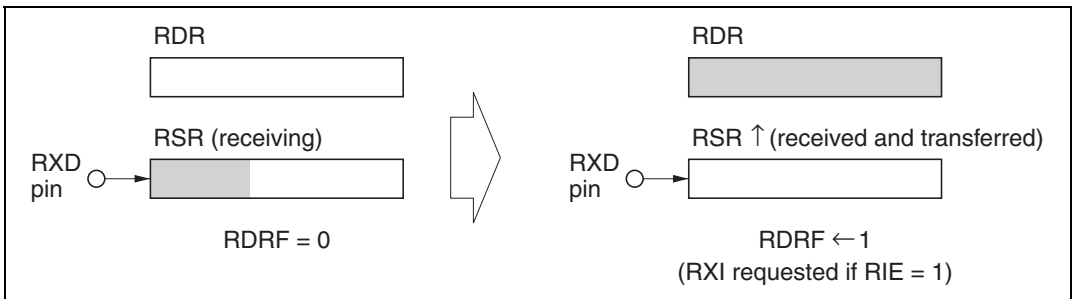 RDR
RSR (receiving)
RXD
pin
RDRF = 0
RDR
RSR ↑ (received and transferred)
RXD
pin
RDRF ← 1
(RXI requested if RIE = 1)